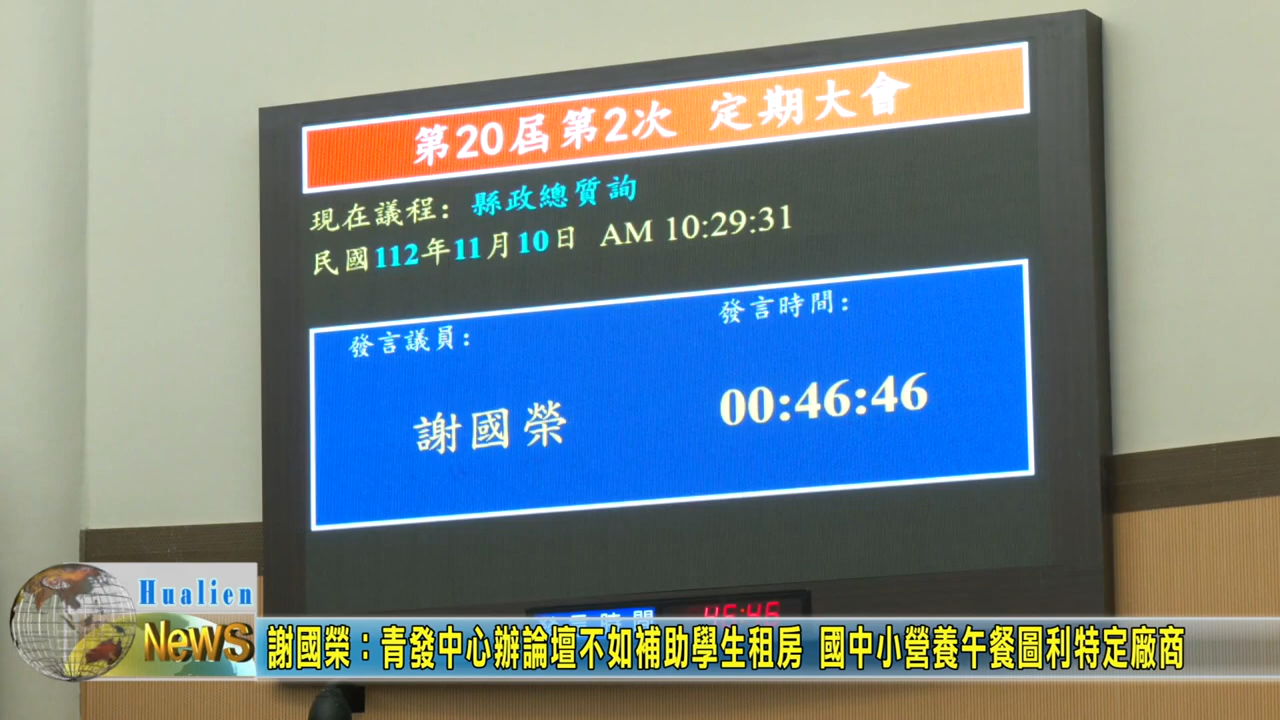 第20屆第2次 定期大會
現在議程：縣政總質詢
民國112年11月10日 AM 10:29:31
發言議員：
發言時間：
謝國榮
00:46:46
Hualien
News
謝國榮：青發中心辦論壇不如補助學生租房 國中小營養午餐圖利特定廠商